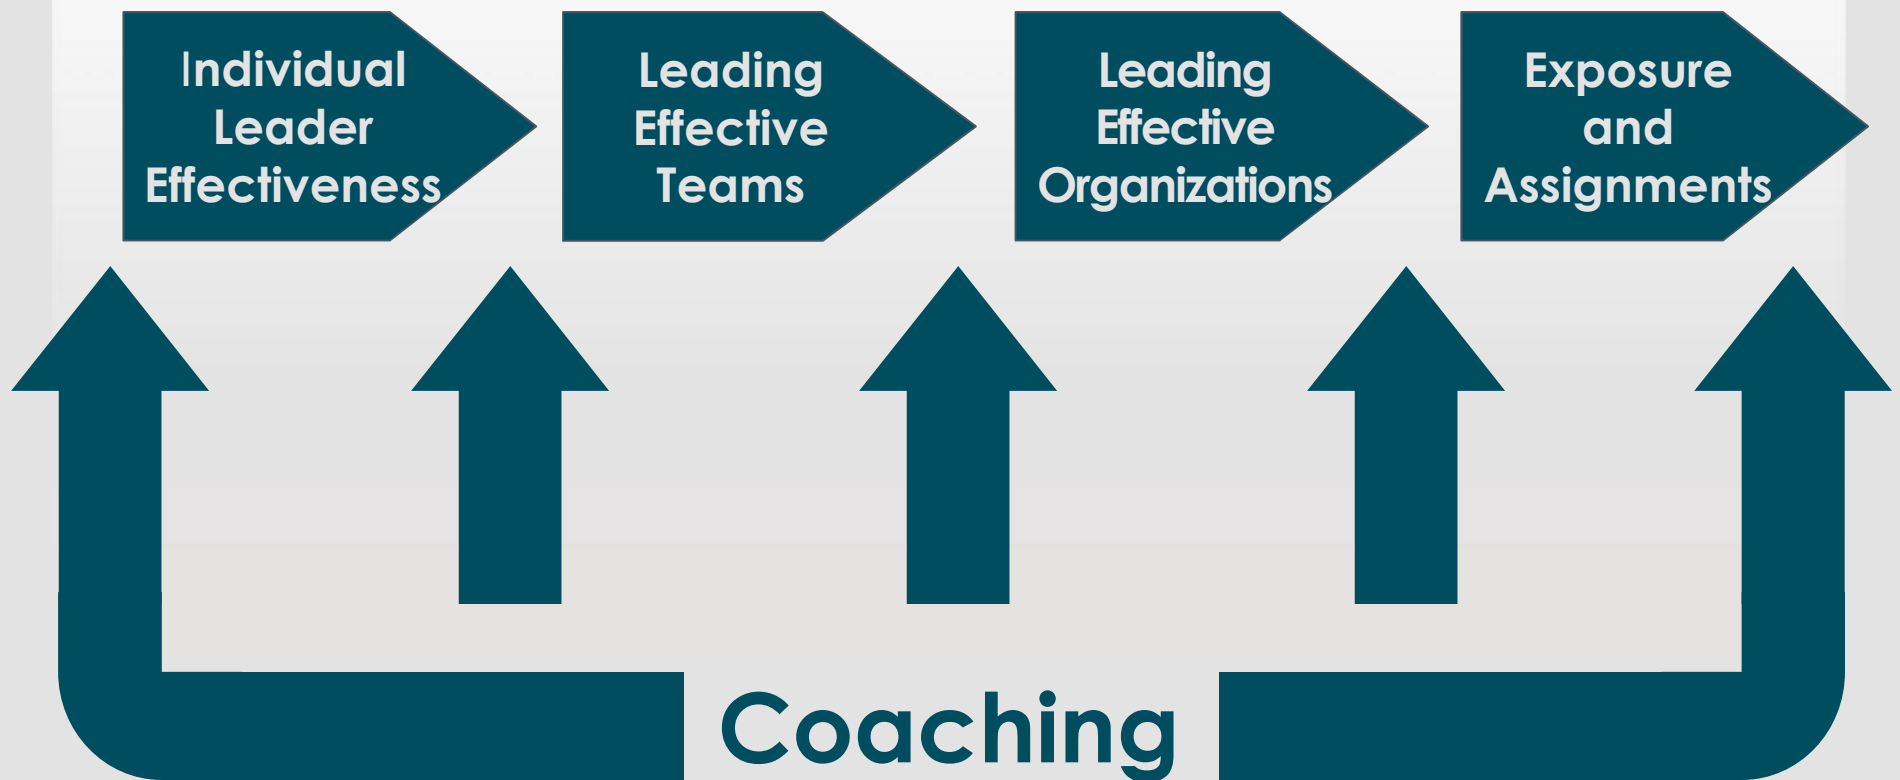 Individual
Leader
Effectiveness
Leading
Effective
Teams
Leading
Effective
Organizations
Exposure
and
Assignments
Coaching